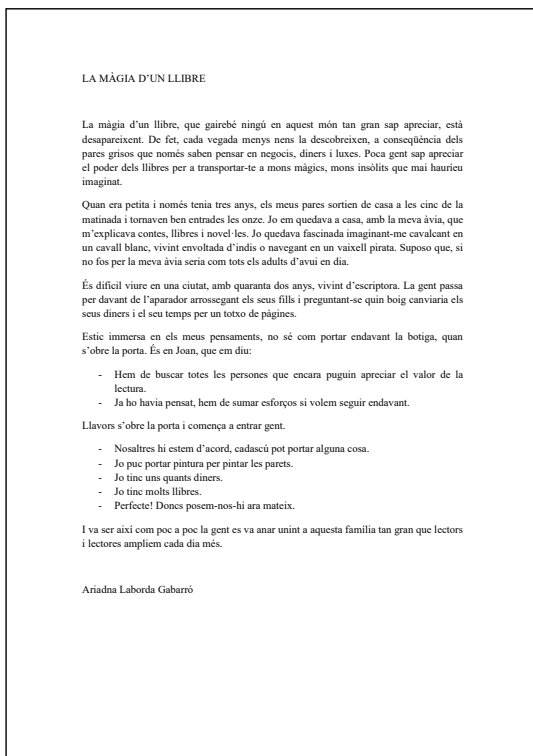 LA MÀGIA D’UN LLIBRE
La màgia d’un llibre, que gairebé ningú en aquest món tan gran sap apreciar, està
desapareixent. De fet, cada vegada menys nens la descobreixen, a conseqüència dels
pares grisos que només saben pensar en negocis, diners i luxes. Poca gent sap apreciar
el poder dels llibres per a transportar-te a mons màgics, mons insòlits que mai hauríeu
imaginat.
Quan era petita i només tenia tres anys, els meus pares sortien de casa a les cinc de la
matinada i tornaven ben entrades les onze. Jo em quedava a casa, amb la meva àvia, que
m’explicava contes, llibres i novel·les. Jo quedava fascinada imaginant-me cavalcant en
un cavall blanc, vivint envoltada d’indis o navegant en un vaixell pirata. Suposo que, si
no fos per la meva àvia seria com tots els adults d’avui en dia.
És difícil viure en una ciutat, amb quaranta dos anys, vivint d’escriptora. La gent passa
per davant de l’aparador arrossegant els seus fills i preguntant-se quin boig canviaria els
seus diners i el seu temps per un totxo de pàgines.
Estic immersa en els meus pensaments, no sé com portar endavant la botiga, quan
s’obre la porta. És en Joan, que em diu:
- Hem de buscar totes les persones que encara puguin apreciar el valor de la
lectura.
- Ja ho havia pensat, hem de sumar esforços si volem seguir endavant.
Llavors s’obre la porta i comença a entrar gent.
- Nosaltres hi estem d’acord, cadascú pot portar alguna cosa.
- Jo puc portar pintura per pintar les parets.
- Jo tinc uns quants diners.
- Jo tinc molts llibres.
- Perfecte! Doncs posem-nos-hi ara mateix.
I va ser així com poc a poc la gent es va anar unint a aquesta família tan gran que lectors
i lectores ampliem cada dia més.
Ariadna Laborda Gabarró